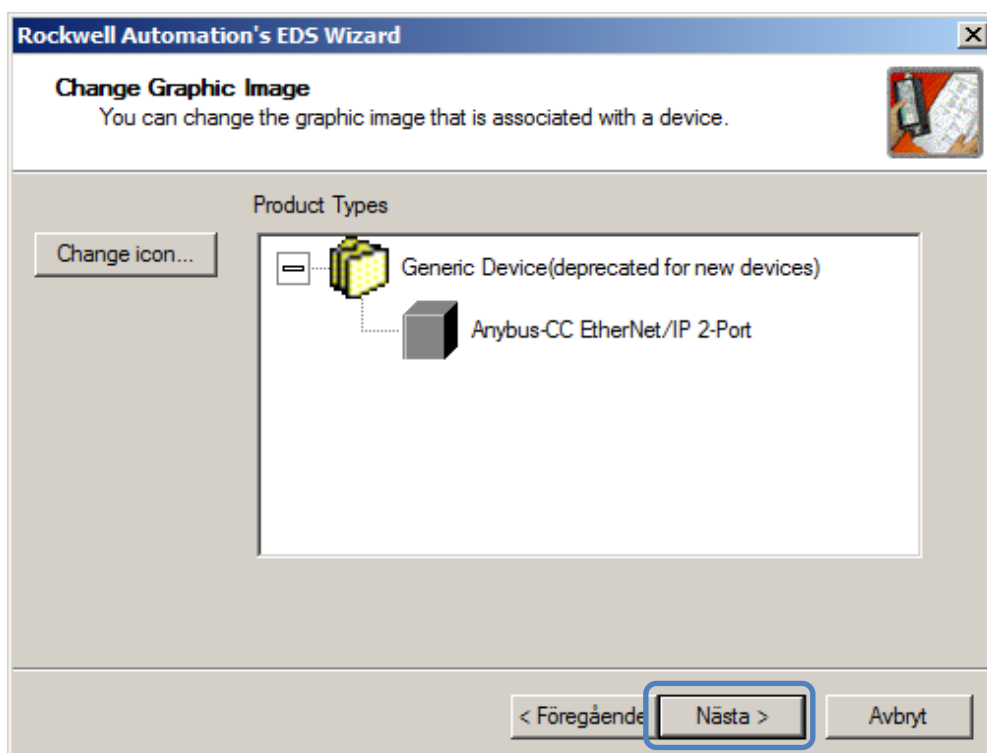 Rockwell Automation's EDS Wizard
Change Graphic Image
You can change the graphic image that is associated with a device.
Product Types
Change icon...
Generic Device(deprecated for new devices)
Anybus-CC EtherNet/IP 2-Port
< Föregående
Nästa >
Avbryt